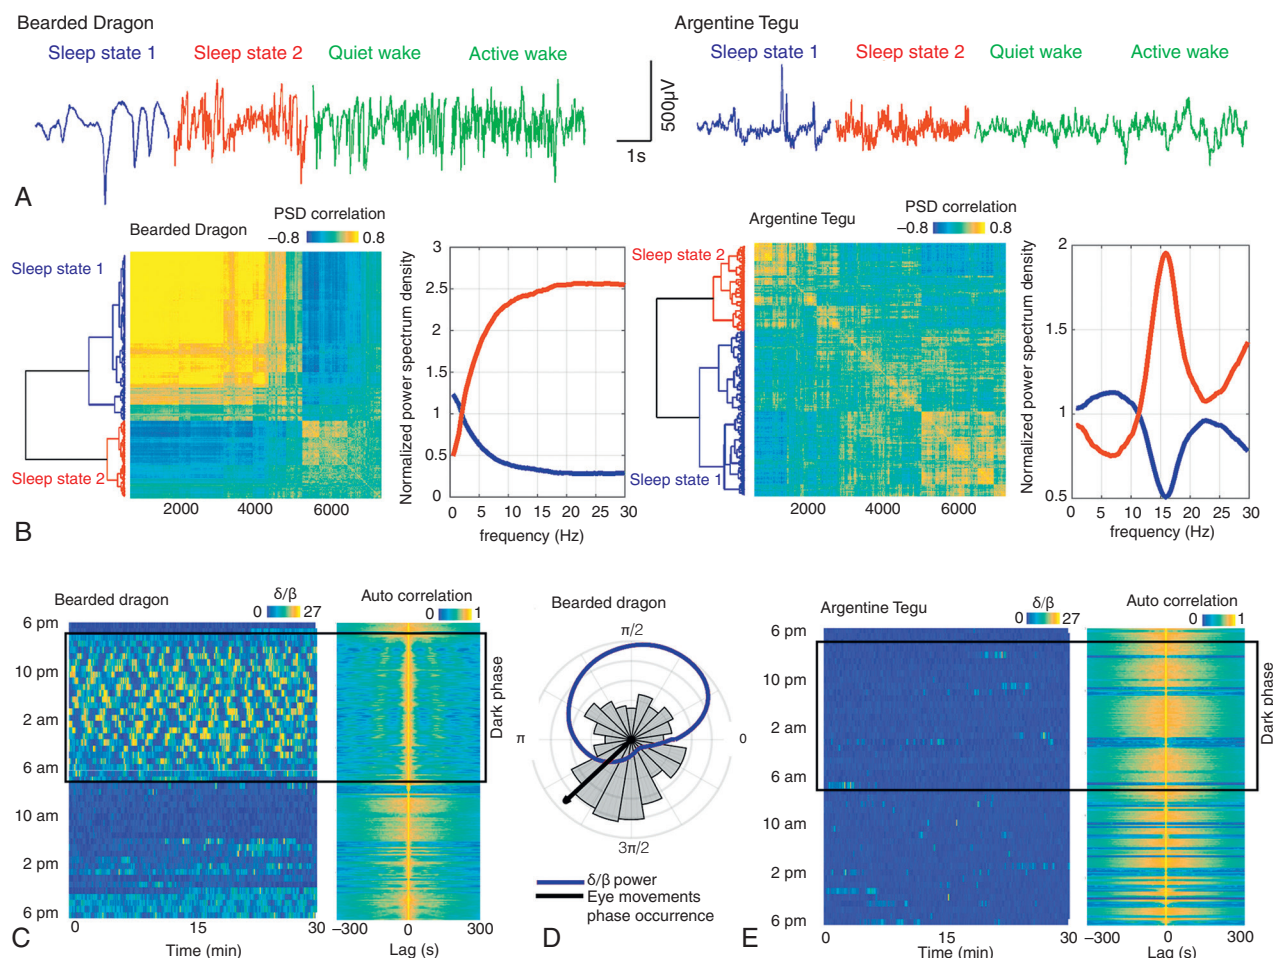 Bearded Dragon
Sleep state 1 Sleep state 2 Quiet wake Active wake
500µV
1s
Argentine Tegu
Sleep state 1 Sleep state 2 Quiet wake Active wake
A
Bearded Dragon
PSD correlation
−0.8 0.8
Sleep state 1
Sleep state 2
2000 4000 6000
Normalized power spectrum density
3
2.5
2
1.5
1
0.5
0
0 5 10 15 20 25 30
frequency (Hz)
Argentine Tegu
PSD correlation
−0.8 0.8
Sleep state 2
Sleep state 1
2000 4000 6000
Normalized power spectrum density
2
1.5
1
0.5
0 5 10 15 20 25 30
frequency (Hz)
B
Bearded dragon
δ/β
0 27
Auto correlation
0 1
6 pm
10 pm
2 am
6 am
10 am
2 pm
6 pm
Dark phase
0 15 30
Time (min)
−300 0 300
Lag (s)
C
Bearded dragon
π/2
π
0
3π/2
δ/β power
Eye movements
phase occurrence
D
Argentine Tegu
δ/β
0 27
Auto correlation
0 1
6 pm
10 pm
2 am
6 am
10 am
2 pm
6 pm
Dark phase
0 15 30
Time (min)
−300 0 300
Lag (s)
E